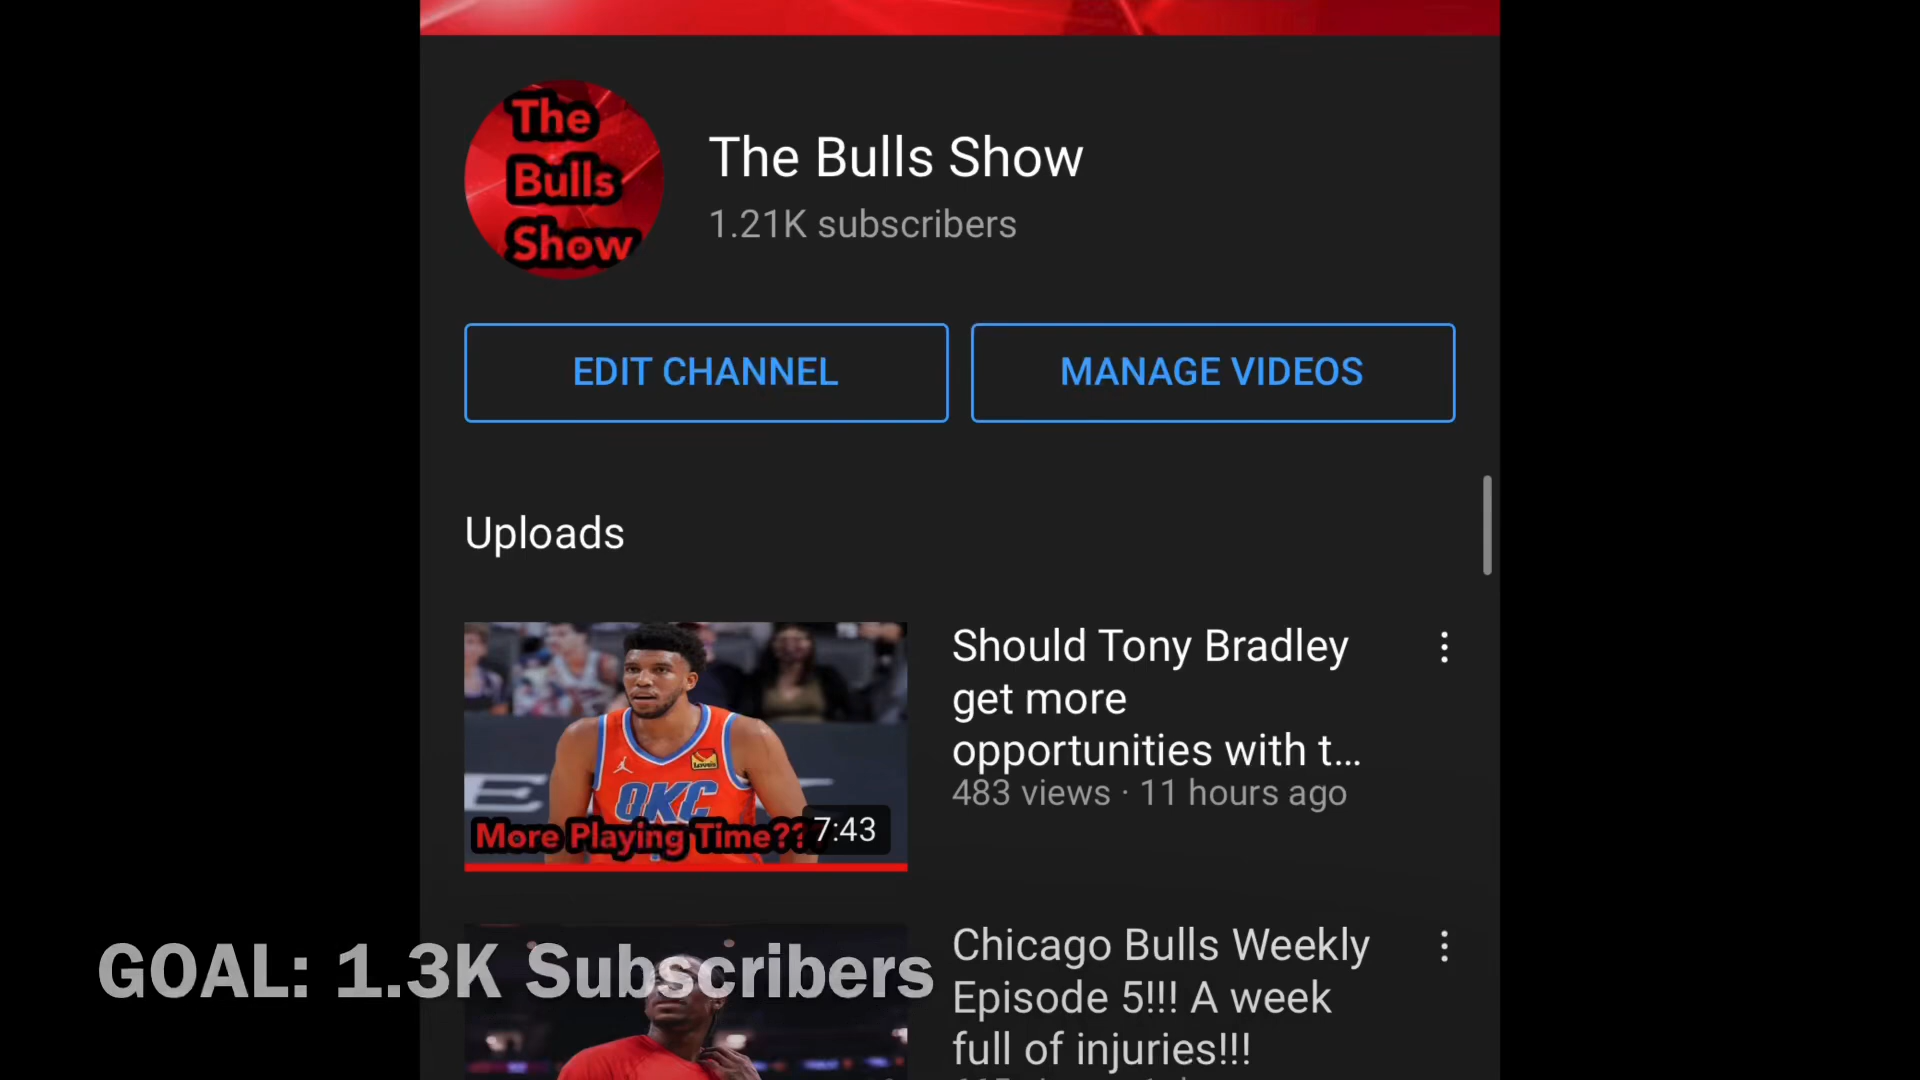 The
Bulls
Show
The Bulls Show
1.21K subscribers
EDIT CHANNEL
MANAGE VIDEOS
Uploads
OKC
More Playing Time??
7:43
Should Tony Bradley
get more
opportunities with t...
483 views · 11 hours ago
GOAL: 1.3K Subscribers
Chicago Bulls Weekly
Episode 5!!! A week
full of injuries!!!